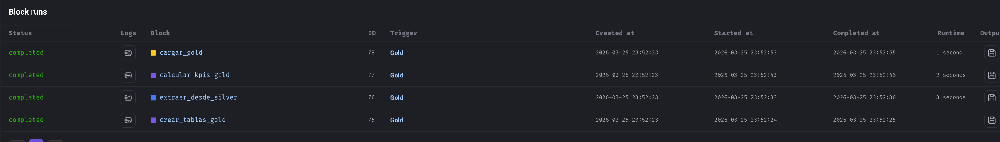 Block runs
Status Logs Block ID Trigger Created at Started at Completed at Runtime Outpu
completed cargar_gold 78 Gold 2026-03-25 23:52:23 2026-03-25 23:52:53 2026-03-25 23:52:55 1 second
completed calcular_kpis_gold 77 Gold 2026-03-25 23:52:23 2026-03-25 23:52:43 2026-03-25 23:52:46 2 seconds
completed extraer_desde_silver 76 Gold 2026-03-25 23:52:23 2026-03-25 23:52:33 2026-03-25 23:52:36 3 seconds
completed crear_tablas_gold 75 Gold 2026-03-25 23:52:23 2026-03-25 23:52:24 2026-03-25 23:52:25 -